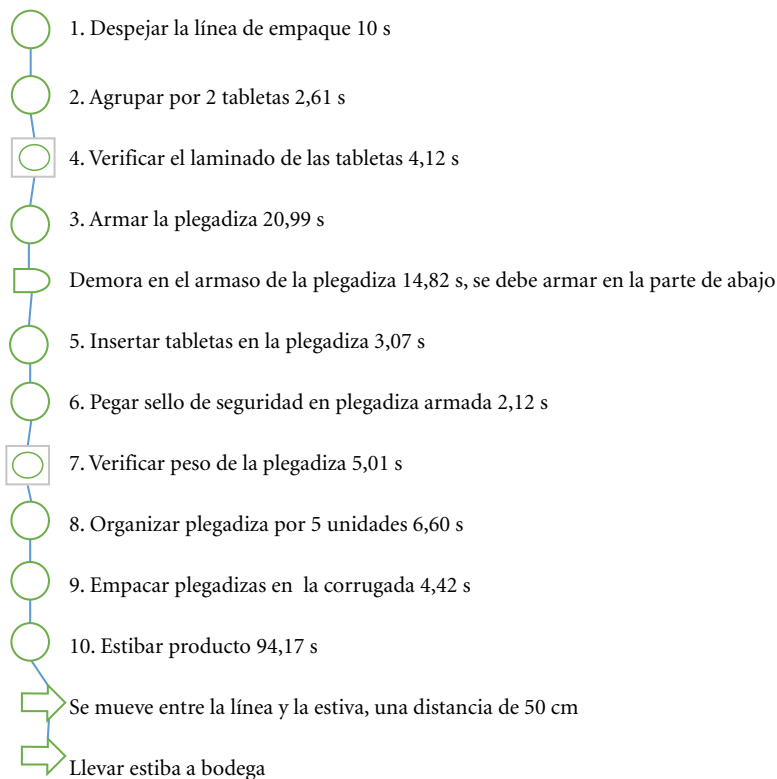 1. Despejar la línea de empaque 10 s
2. Agrupar por 2 tabletas 2,61 s
4. Verificar el laminado de las tabletas 4,12 s
3. Armar la plegadiza 20,99 s
Demora en el armaso de la plegadiza 14,82 s, se debe armar en la parte de abajo
5. Insertar tabletas en la plegadiza 3,07 s
6. Pegar sello de seguridad en plegadiza armada 2,12 s
7. Verificar peso de la plegadiza 5,01 s
8. Organizar plegadiza por 5 unidades 6,60 s
9. Empacar plegadizas en la corrugada 4,42 s
10. Estibar producto 94,17 s
Se mueve entre la línea y la estiva, una distancia de 50 cm
Llevar estiba a bodega